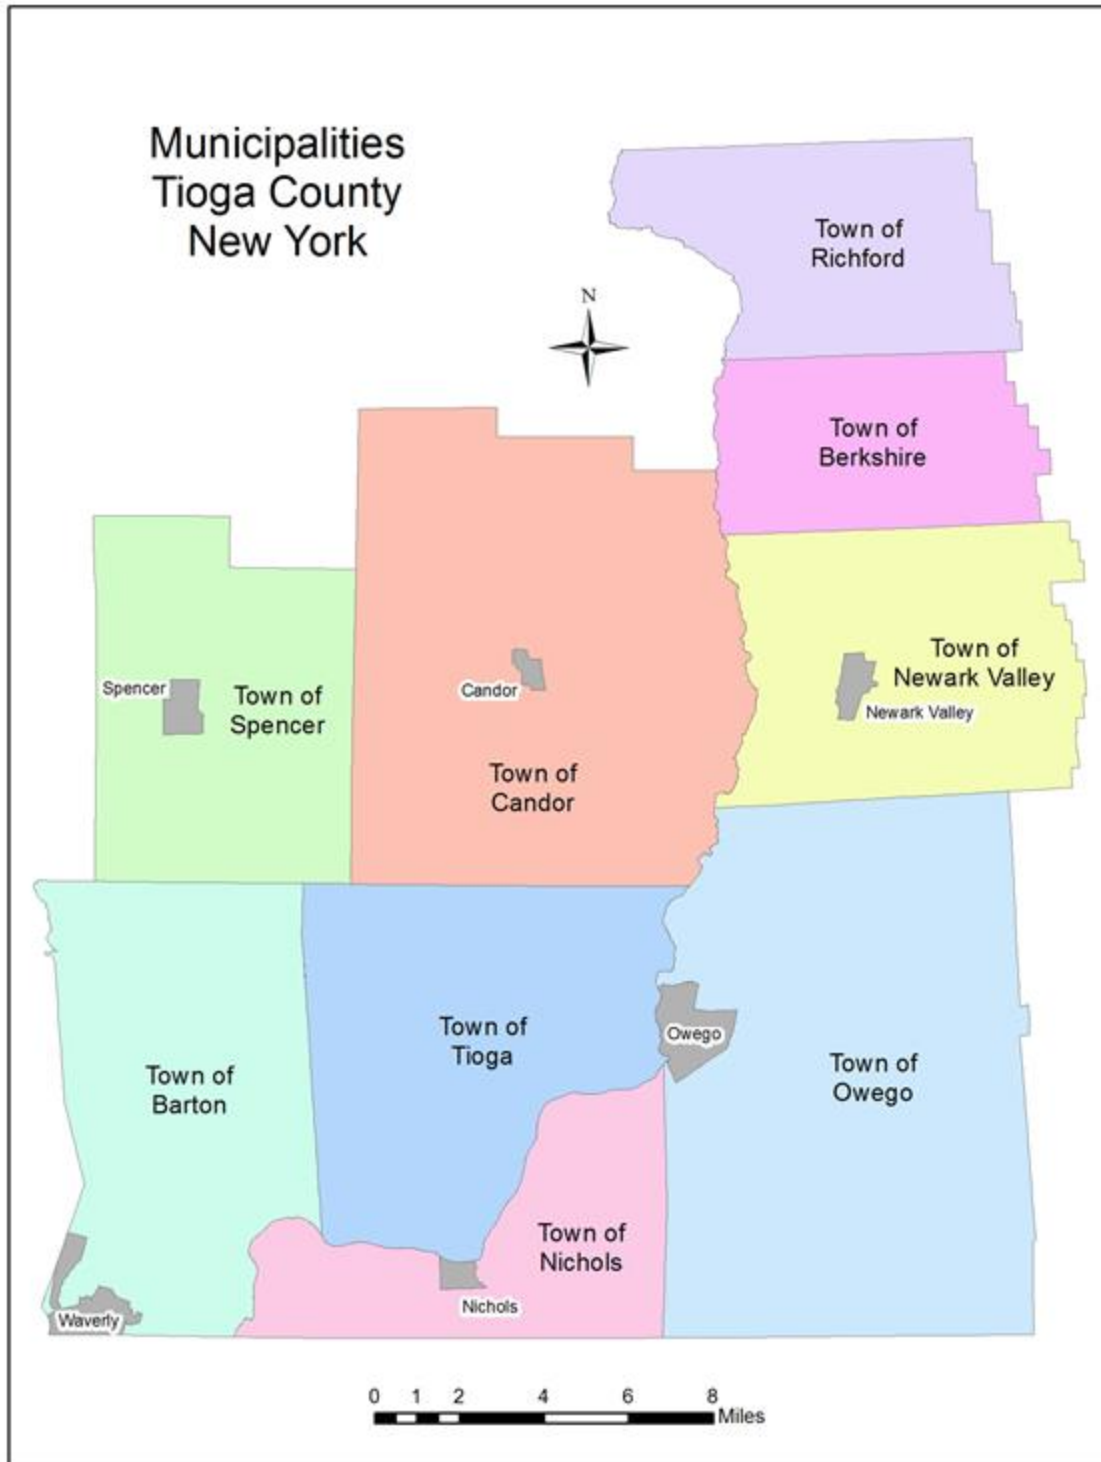 Municipalities
Tioga County
New York
Town of
Richford
N
Town of
Berkshire
Town of
Newark Valley
Newark Valley
Spencer
Town of
Spencer
Candor
Town of
Candor
Owego
Town of
Tioga
Town of
Owego
Town of
Barton
Town of
Nichols
Nichols
Waverly
0 1 2 4 6 8
Miles